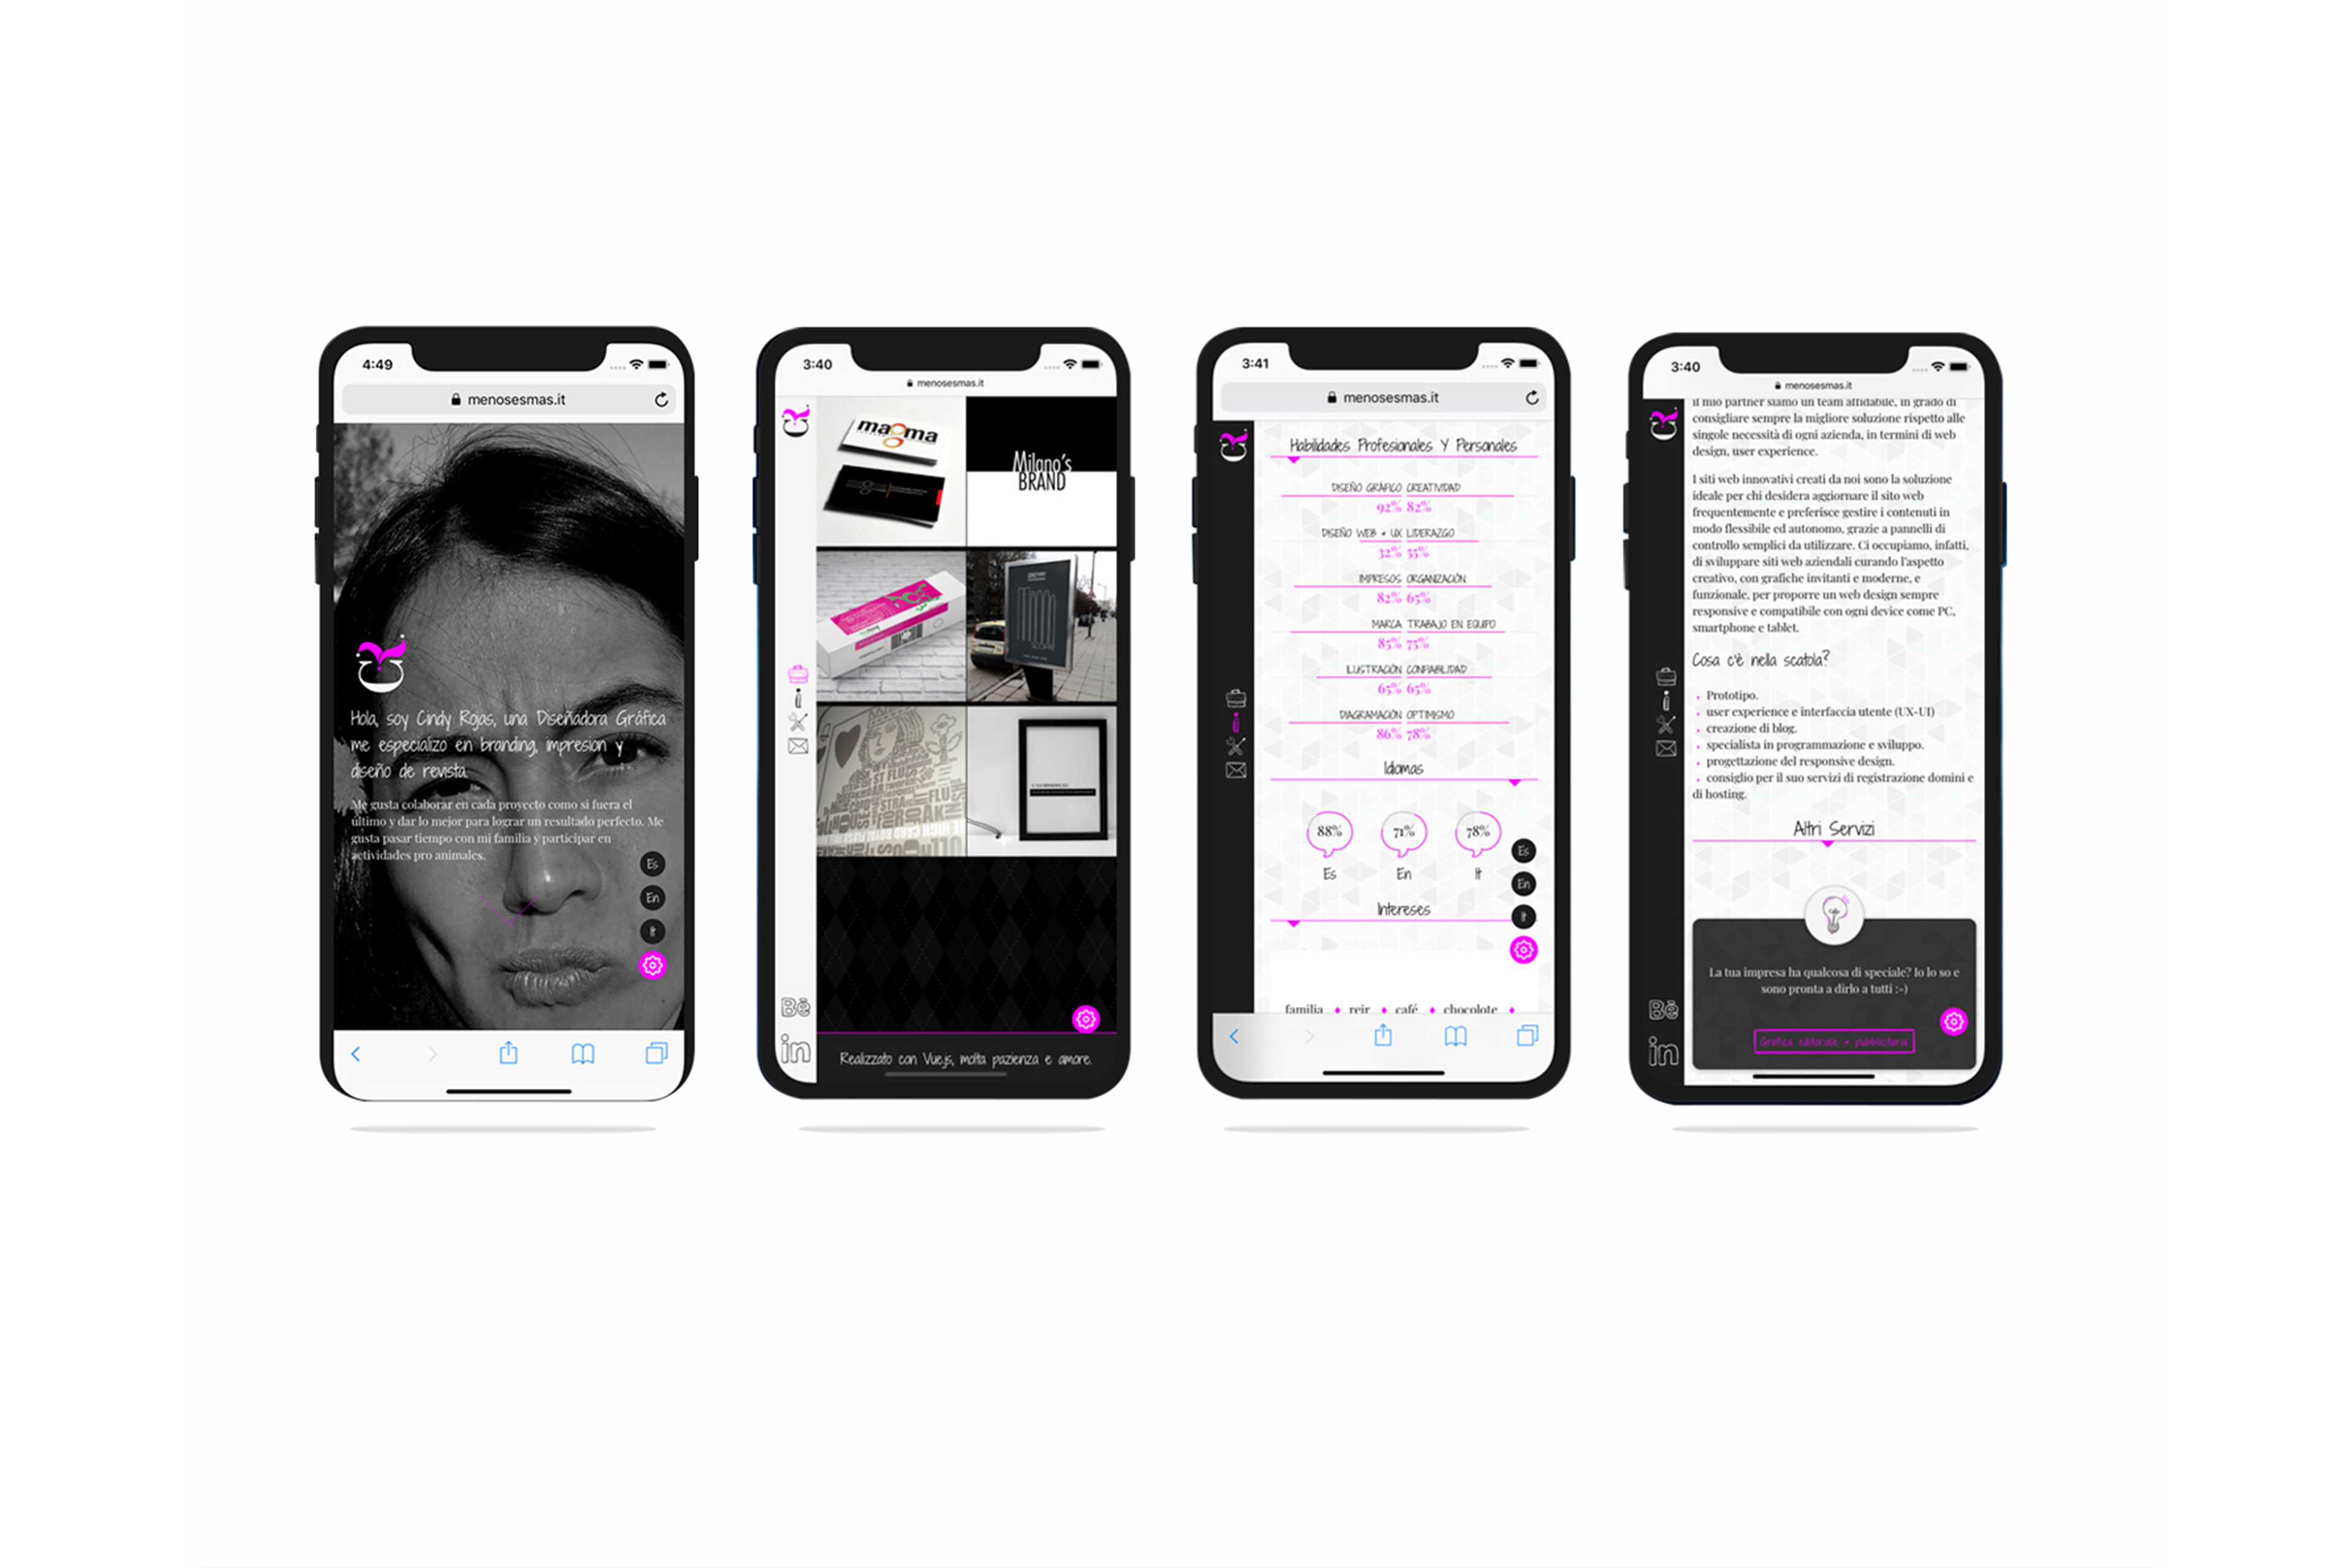 4:49
menosesmas.it
Hola, soy Cindy Rojas, una Diseñadora Gráfica
me especializo en branding, impresion y
diseño de revista.
Me gusta colaborar en cada proyecto como si fuera el
último y dar lo mejor para lograr un resultado perfecto. Me
gusta pasar tiempo con mi familia y participar en
actividades pro animales.
Es
En
It
3:40
menosesmas.it
magma
Milano's
BRAND
Bē
in
Realizzato con Vue.js, molta pazienza e amore.
3:41
menosesmas.it
Habilidades Profesionales Y Personales
DISEÑO GRÁFICO CREATIVIDAD
92% 82%
DISEÑO WEB + UX LIDERAZGO
32% 55%
IMPRESOS ORGANIZACIÓN
82% 65%
MARCA TRABAJO EN EQUIPO
85% 75%
ILUSTRACIÓN CONFIABILIDAD
65% 65%
DIAGRAMACIÓN OPTIMISMO
86% 78%
Idiomas
88% 71% 78%
Es En It
Es
En
It
Intereses
familia ♦ reir ♦ café ♦ chocolote ♦
3:40
menosesmas.it
il mio partner siamo un team affidabile, in grado di
consigliare sempre la migliore soluzione rispetto alle
singole necessità di ogni azienda, in termini di web
design, user experience.
I siti web innovativi creati da noi sono la soluzione
ideale per chi desidera aggiornare il sito web
frequentemente e preferisce gestire i contenuti in
modo flessibile ed autonomo, grazie a pannelli di
controllo semplici da utilizzare. Ci occupiamo, infatti,
di sviluppare siti web aziendali curando l'aspetto
creativo, con grafiche invitanti e moderne, e
funzionale, per proporre un web design sempre
responsive e compatibile con ogni device come PC,
smartphone e tablet.
Cosa c'è nella scatola?
• Prototipo.
• user experience e interfaccia utente (UX-UI)
• creazione di blog.
• specialista in programmazione e sviluppo.
• progettazione del responsive design.
• consiglio per il suo servizi di registrazione domini e
di hosting.
Altri Servizi
La tua impresa ha qualcosa di speciale? Io lo so e
sono pronta a dirlo a tutti :-)
Grafica editoriale + pubblicitaria
Bē
in